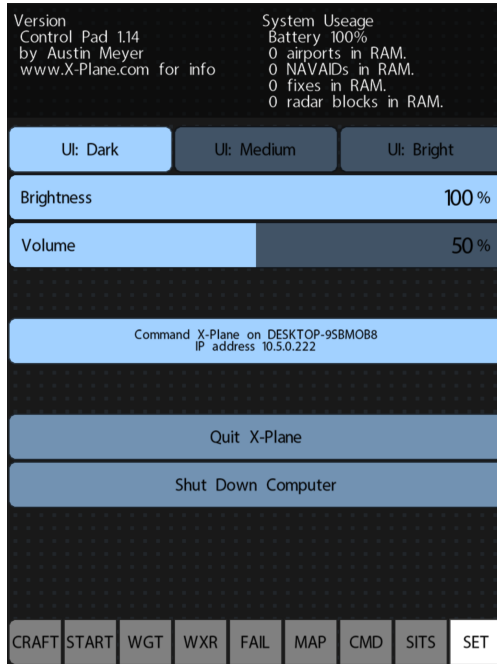 Version
Control Pad 1.14
by Austin Meyer
www.X-Plane.com for info
System Useage
Battery 100%
0 airports in RAM.
0 NAVAIDs in RAM.
0 fixes in RAM.
0 radar blocks in RAM.
UI: Dark
UI: Medium
UI: Bright
Brightness 100 %
Volume 50 %
Command X-Plane on DESKTOP-9SBMOB8
IP address 10.5.0.222
Quit X-Plane
Shut Down Computer
CRAFT START WGT WXR FAIL MAP CMD SITS SET